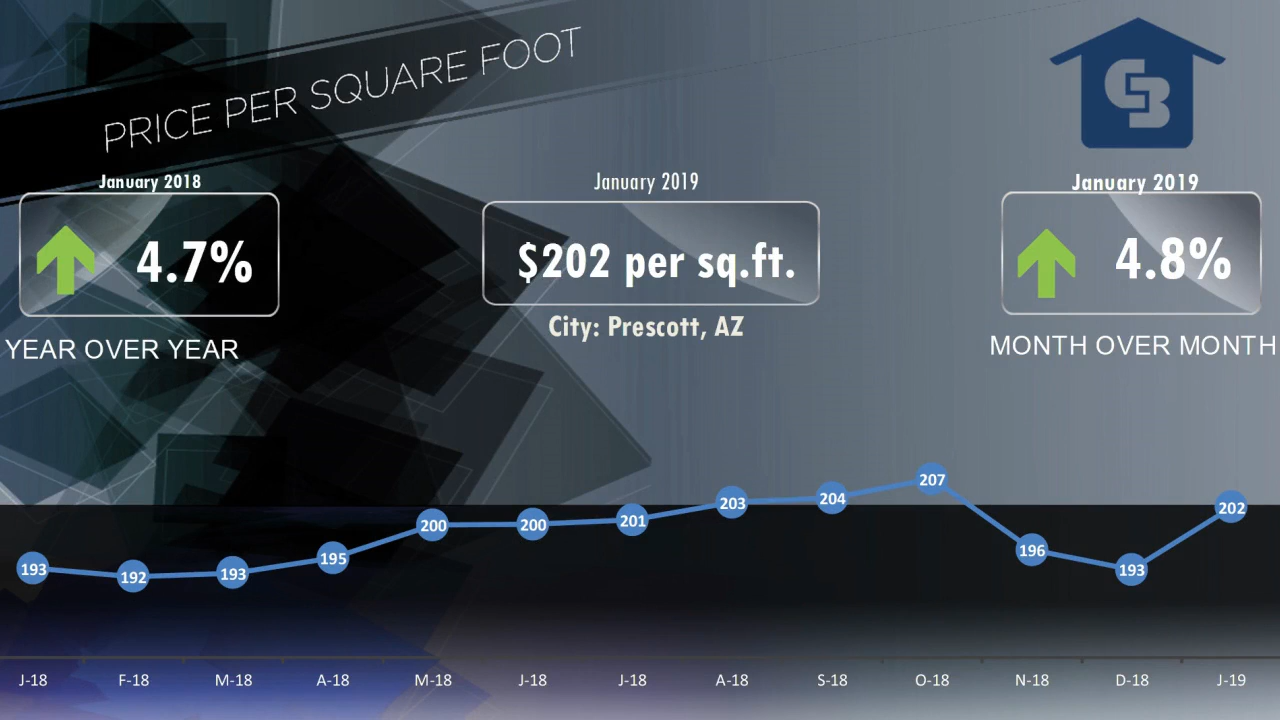 PRICE PER SQUARE FOOT
CB
January 2018
4.7%
YEAR OVER YEAR
January 2019
$202 per sq.ft.
City: Prescott, AZ
January 2019
4.8%
MONTH OVER MONTH
193 192 193 195 200 200 201 203 204 207 196 193 202
J-18 F-18 M-18 A-18 M-18 J-18 J-18 A-18 S-18 O-18 N-18 D-18 J-19